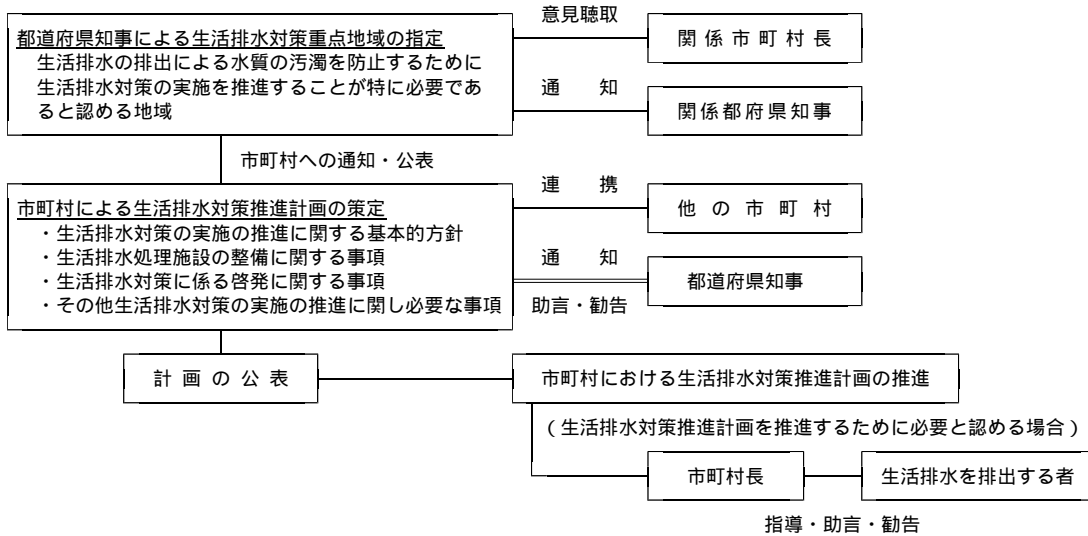 意見聴取
都道府県知事による生活排水対策重点地域の指定
生活排水の排出による水質の汚濁を防止するために
生活排水対策の実施を推進することが特に必要であ
ると認める地域
関係市町村長
通　知
関係都府県知事
市町村への通知・公表
市町村による生活排水対策推進計画の策定
・生活排水対策の実施の推進に関する基本的方針
・生活排水処理施設の整備に関する事項
・生活排水対策に係る啓発に関する事項
・その他生活排水対策の実施の推進に関し必要な事項
連　携
他の市町村
通　知
都道府県知事
助言・勧告
計画の公表
市町村における生活排水対策推進計画の推進
（生活排水対策推進計画を推進するために必要と認める場合）
市町村長
生活排水を排出する者
指導・助言・勧告